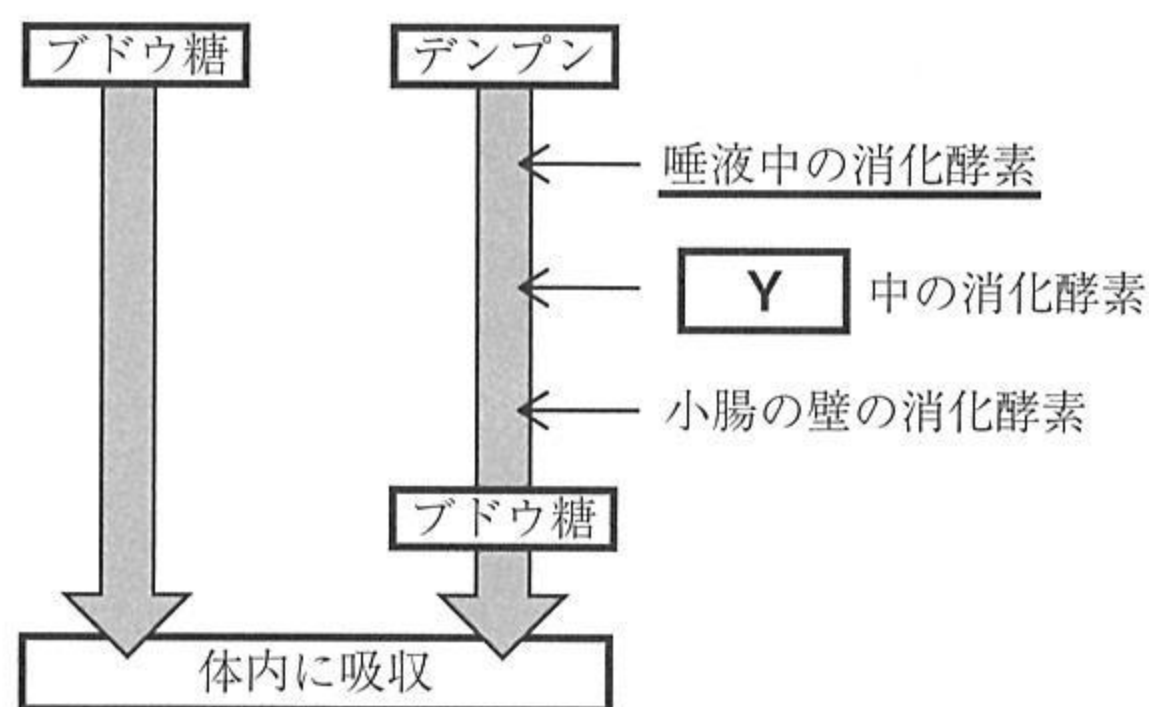 ブドウ糖
デンプン
唾液中の消化酵素
Y 中の消化酵素
小腸の壁の消化酵素
ブドウ糖
体内に吸収